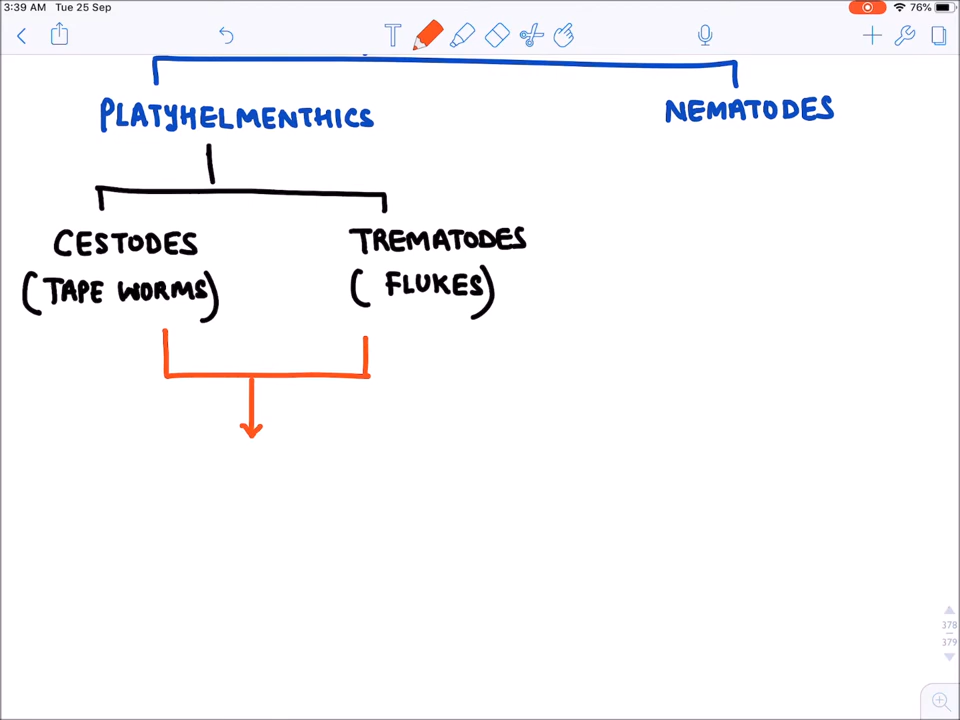 3:39 AM Tue 25 Sep 76%
T
PLATYHELMENTHICS NEMATODES
CESTODES TREMATODES
(TAPE WORMS) (FLUKES)
378
379